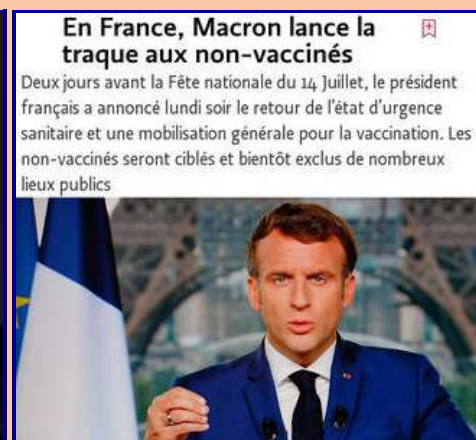 En France, Macron lance la
traque aux non-vaccinés
Deux jours avant la Fête nationale du 14 Juillet, le président
français a annoncé lundi soir le retour de l'état d'urgence
sanitaire et une mobilisation générale pour la vaccination. Les
non-vaccinés seront ciblés et bientôt exclus de nombreux
lieux publics